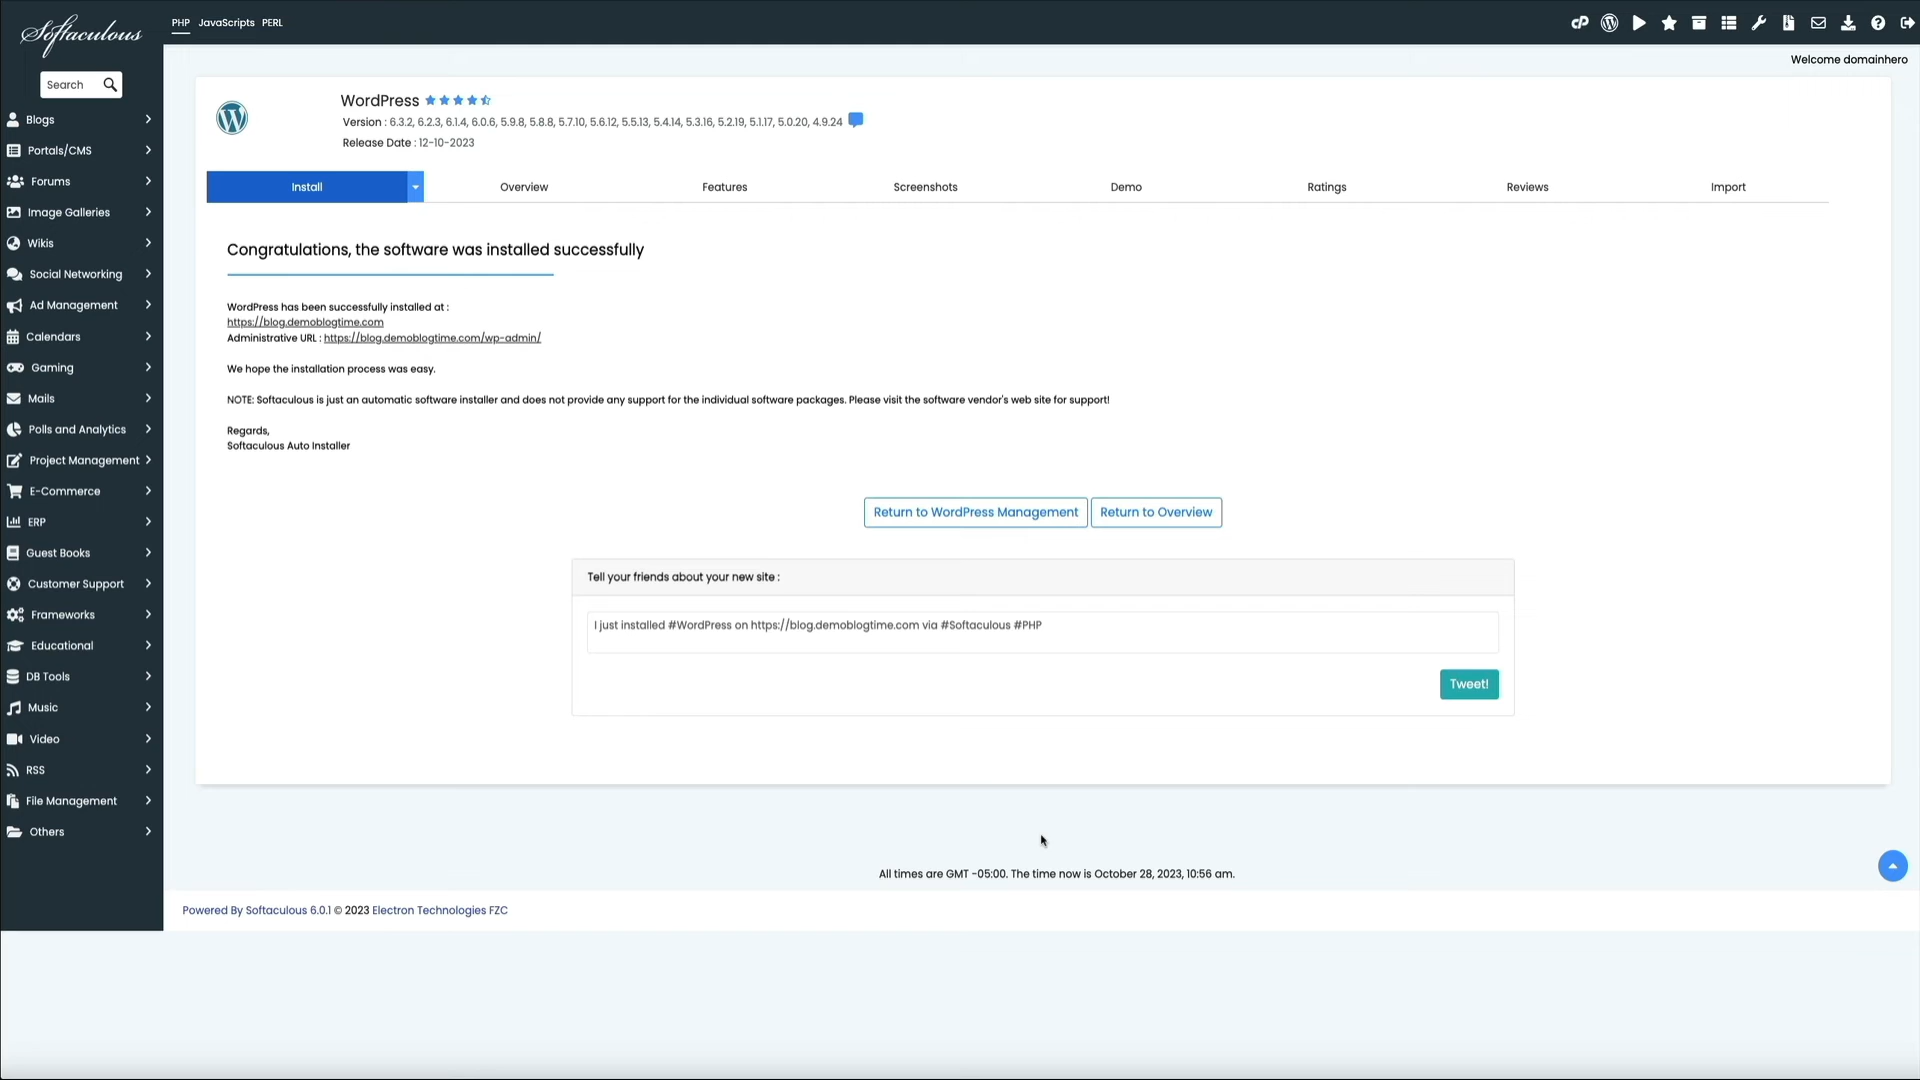 Softaculous
PHP JavaScripts PERL
Welcome domainhero
Search
Blogs
Portals/CMS
Forums
Image Galleries
Wikis
Social Networking
Ad Management
Calendars
Gaming
Mails
Polls and Analytics
Project Management
E-Commerce
ERP
Guest Books
Customer Support
Frameworks
Educational
DB Tools
Music
Video
RSS
File Management
Others
WordPress
Version : 6.3.2, 6.2.3, 6.1.4, 6.0.6, 5.9.8, 5.8.8, 5.7.10, 5.6.12, 5.5.13, 5.4.14, 5.3.16, 5.2.19, 5.1.17, 5.0.20, 4.9.24
Release Date : 12-10-2023
Install Overview Features Screenshots Demo Ratings Reviews Import
Congratulations, the software was installed successfully
WordPress has been successfully installed at :
https://blog.demoblogtime.com
Administrative URL : https://blog.demoblogtime.com/wp-admin/
We hope the installation process was easy.
NOTE: Softaculous is just an automatic software installer and does not provide any support for the individual software packages. Please visit the software vendor's web site for support!
Regards,
Softaculous Auto Installer
Return to WordPress Management Return to Overview
Tell your friends about your new site :
I just installed #WordPress on https://blog.demoblogtime.com via #Softaculous #PHP
Tweet!
All times are GMT -05:00. The time now is October 28, 2023, 10:56 am.
Powered By Softaculous 6.0.1 © 2023 Electron Technologies FZC